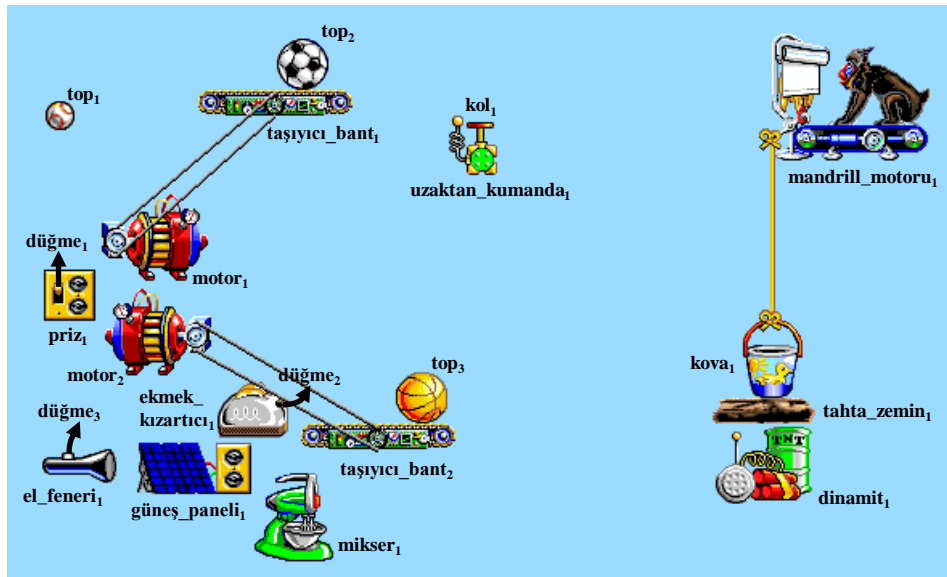 top₂
top₁
taşıyıcı_bant₁
kol₁
uzaktan_kumanda₁
mandrill_motoru₁
düğme₁
motor₁
priz₁
motor₂
kova₁
top₃
düğme₂
ekmek_
kızartıcı₁
düğme₃
tahta_zemin₁
TNT
taşıyıcı_bant₂
el_feneri₁
güneş_paneli₁
dinamit₁
mikser₁